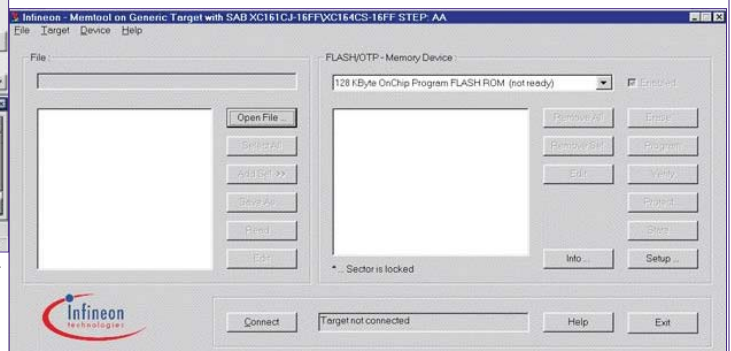 Infineon - Memtool on Generic Target with SAB XC161CJ-16FF\XC164CS-16FF STEP: AA
File Target Device Help
File:
FLASH/OTP - Memory Device:
128 KByte OnChip Program FLASH ROM (not ready)
Enabled
Open File ...
Remove All
Erase
Select All
Remove Sel.
Program
Add Sel. >>
Edit
Verify
Save As
Protect
Read
State
Edit
Info ...
Setup ...
* ... Sector is locked
Infineon
technologies
Connect
Target not connected
Help
Exit